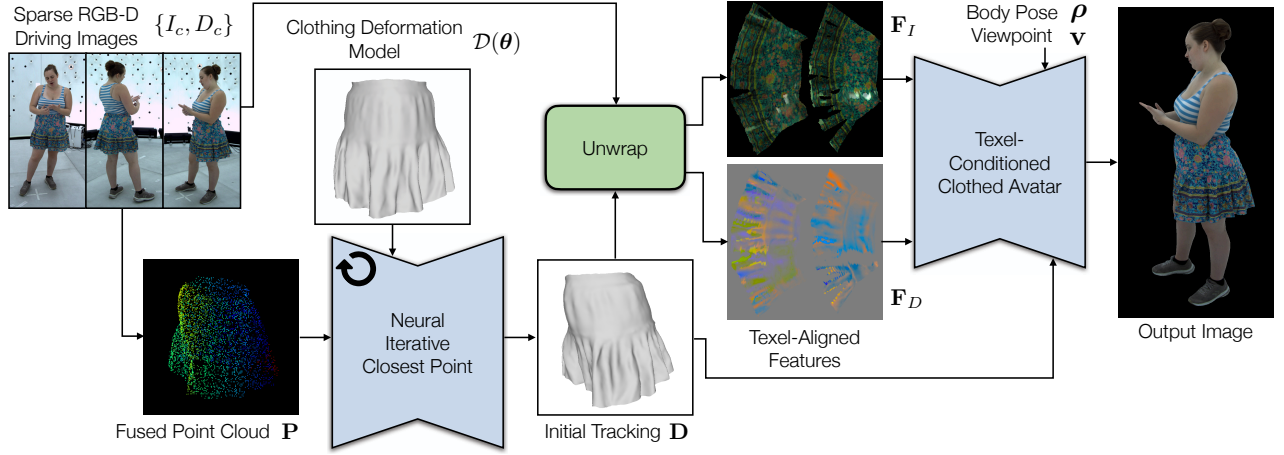 Sparse RGB-D
Driving Images
{I_c, D_c}
Clothing Deformation
Model
𝒟(θ)
Unwrap
F_I
Body Pose ρ
Viewpoint v
Texel-
Conditioned
Clothed Avatar
Neural
Iterative
Closest Point
F_D
Texel-Aligned
Features
Output Image
Fused Point Cloud P
Initial Tracking D